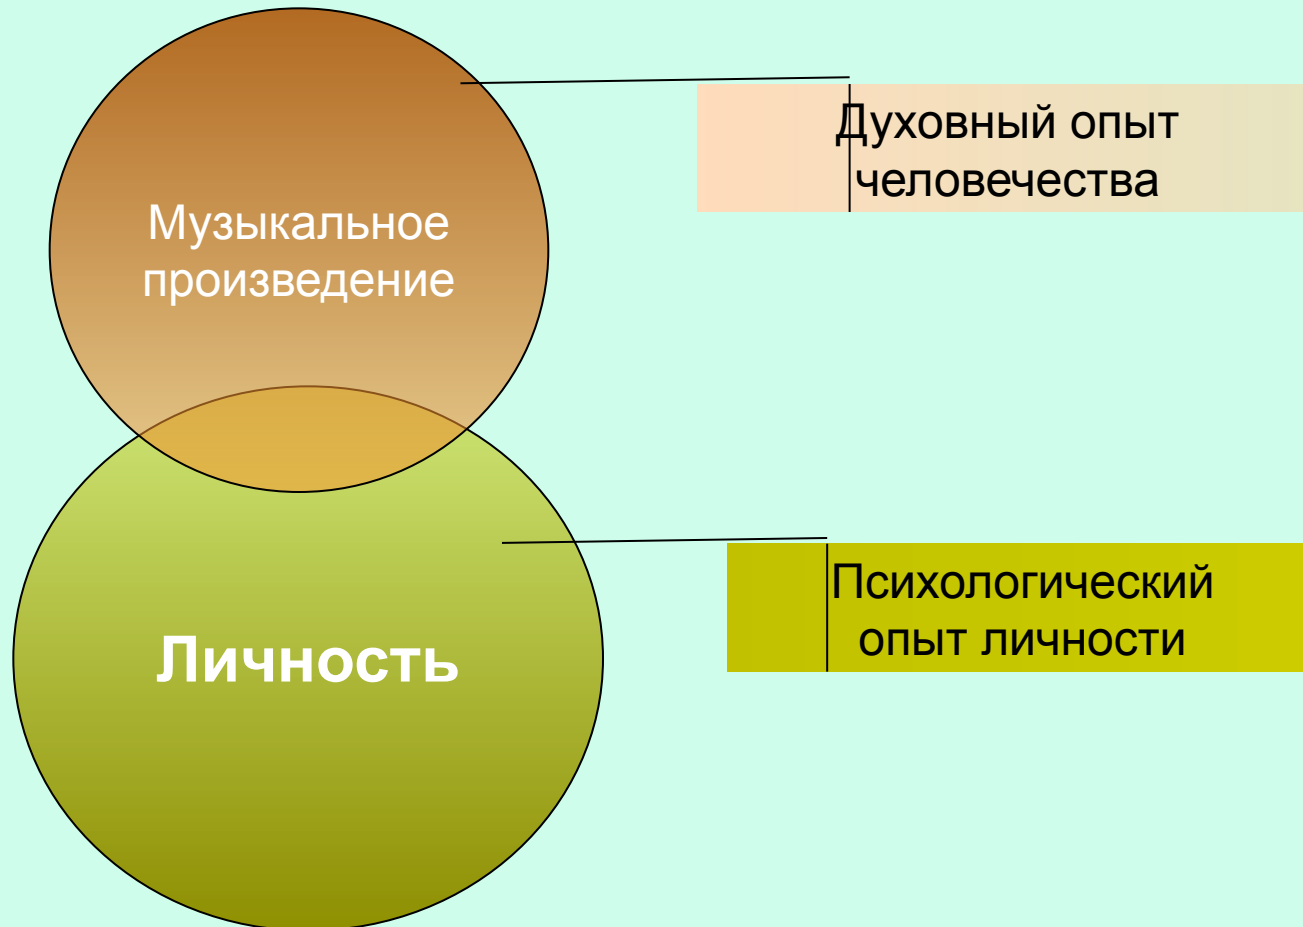 Духовный опыт
человечества
Музыкальное
произведение
Психологический
опыт личности
Личность